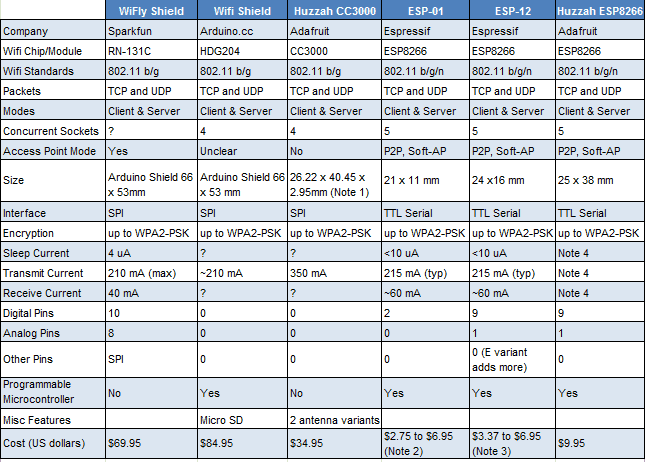 WiFly Shield Wifi Shield Huzzah CC3000 ESP-01 ESP-12 Huzzah ESP8266
Company Sparkfun Arduino.cc Adafruit Espressif Espressif Adafruit
Wifi Chip/Module RN-131C HDG204 CC3000 ESP8266 ESP8266 ESP8266
Wifi Standards 802.11 b/g 802.11 b/g 802.11 b/g 802.11 b/g/n 802.11 b/g/n 802.11 b/g/n
Packets TCP and UDP TCP and UDP TCP and UDP TCP and UDP TCP and UDP TCP and UDP
Modes Client & Server Client & Server Client & Server Client & Server Client & Server Client & Server
Concurrent Sockets ? 4 4 5 5 5
Access Point Mode Yes Unclear No P2P, Soft-AP P2P, Soft-AP P2P, Soft-AP
Size Arduino Shield 66 x 53mm Arduino Shield 66 x 53 mm 26.22 x 40.45 x 2.95mm (Note 1) 21 x 11 mm 24 x16 mm 25 x 38 mm
Interface SPI SPI SPI TTL Serial TTL Serial TTL Serial
Encryption up to WPA2-PSK up to WPA2-PSK up to WPA2-PSK up to WPA2-PSK up to WPA2-PSK up to WPA2-PSK
Sleep Current 4 uA ? ? <10 uA <10 uA Note 4
Transmit Current 210 mA (max) ~210 mA 350 mA 215 mA (typ) 215 mA (typ) Note 4
Receive Current 40 mA ? ? ~60 mA ~60 mA Note 4
Digital Pins 10 0 0 2 9 9
Analog Pins 8 0 0 0 1 1
Other Pins SPI 0 0 0 0 (E variant adds more) 0
Programmable Microcontroller No Yes No Yes Yes Yes
Misc Features Micro SD 2 antenna variants
Cost (US dollars) $69.95 $84.95 $34.95 $2.75 to $6.95 (Note 2) $3.37 to $6.95 (Note 3) $9.95